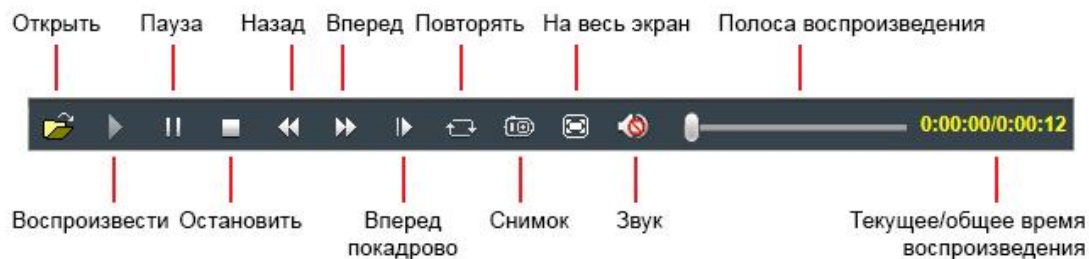 Открыть Пауза Назад Вперед Повторять На весь экран Полоса воспроизведения
0:00:00/0:00:12
Воспроизвести Остановить Вперед покадрово Снимок Звук Текущее/общее время воспроизведения